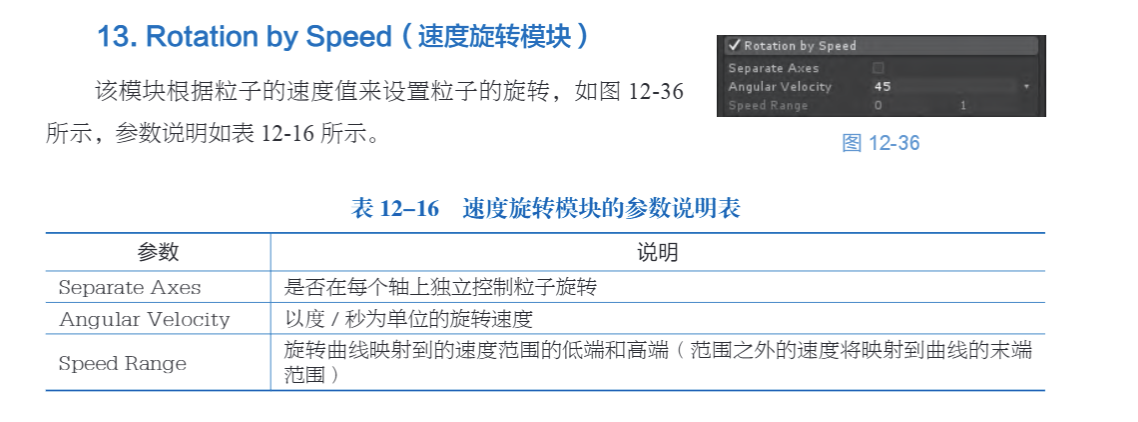 13. Rotation by Speed（速度旋转模块）
该模块根据粒子的速度值来设置粒子的旋转，如图 12-36
所示，参数说明如表 12-16 所示。
Rotation by Speed
Separate Axes
Angular Velocity 45
Speed Range 0 1
图 12-36
表 12–16 速度旋转模块的参数说明表
参数 说明
Separate Axes 是否在每个轴上独立控制粒子旋转
Angular Velocity 以度 / 秒为单位的旋转速度
Speed Range 旋转曲线映射到的速度范围的低端和高端（范围之外的速度将映射到曲线的末端
范围）